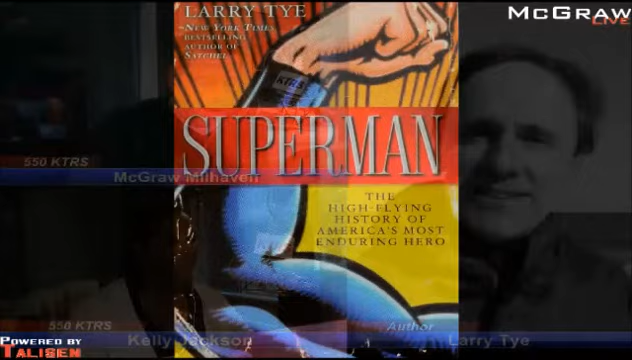 LARRY TYE
NEW YORK TIMES
BESTSELLING
AUTHOR OF
SATCHEL
McGRAW
LIVE
KTRS
SUPERMAN
550 KTRS
McGraw Milhaven
THE
HIGH-FLYING
HISTORY OF
AMERICA'S MOST
ENDURING HERO
550 KTRS
Kelly Jackson
Author
Larry Tye
POWERED BY
TALISEN